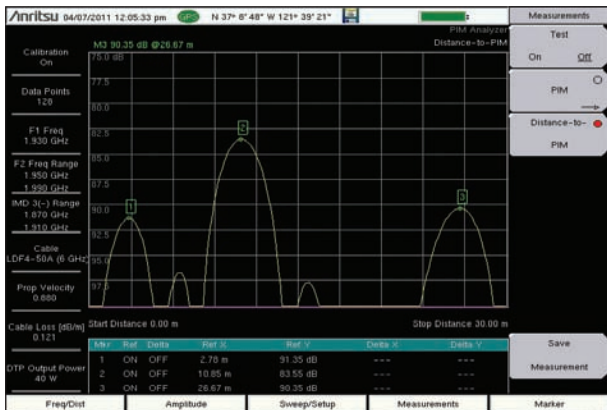 Anritsu 04/07/2011 12:05:33 pm GPS N 37° 8' 48" W 121° 39' 21"
Measurements
PIM Analyzer
M3 90.35 dB @26.67 m
Distance-to-PIM
Test
On Off
PIM
Distance-to-
PIM
Save
Measurement
Calibration
On
Data Points
128
F1 Freq
1.930 GHz
F2 Freq Range
1.950 GHz
1.990 GHz
IMD 3(-) Range
1.870 GHz
1.910 GHz
Cable
LDF4-50A (6 GHz)
Prop Velocity
0.880
Cable Loss [dB/m]
0.121
DTP Output Power
40 W
75.0 dB
77.5
80.0
82.5
85.0
87.5
90.0
92.5
95.0
97.5
1
2
3
Start Distance 0.00 m Stop Distance 30.00 m
Mkr Ref Delta Ref X Ref Y Delta X Delta Y
1 ON OFF 2.78 m 91.35 dB --- ---
2 ON OFF 10.85 m 83.55 dB --- ---
3 ON OFF 26.67 m 90.35 dB --- ---
Freq/Dist Amplitude Sweep/Setup Measurements Marker